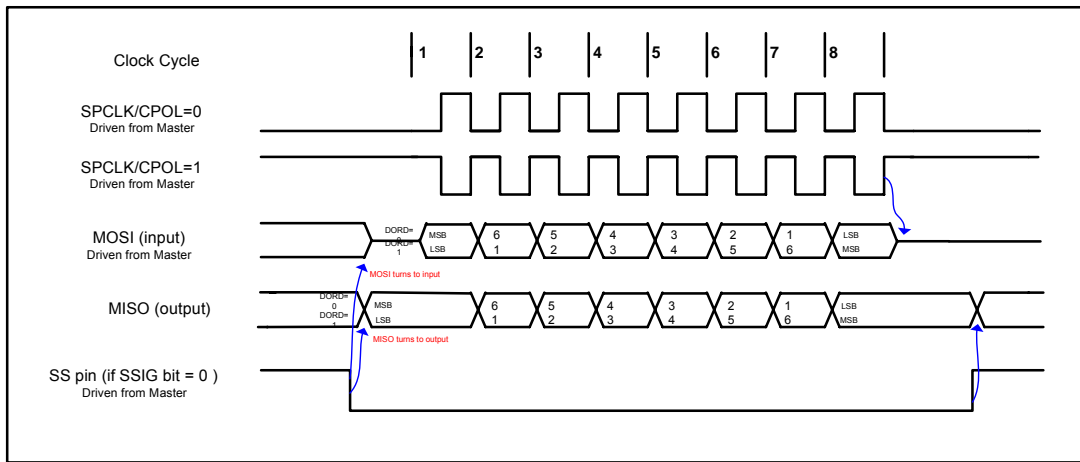 Clock Cycle
1 2 3 4 5 6 7 8
SPCLK/CPOL=0
Driven from Master
SPCLK/CPOL=1
Driven from Master
MOSI (input)
Driven from Master
DORD=
0
DORD=
1
MSB 6 5 4 3 2 1 LSB
LSB 1 2 3 4 5 6 MSB
MOSI turns to input
MISO (output)
DORD=
0
DORD=
1
MSB 6 5 4 3 2 1 LSB
LSB 1 2 3 4 5 6 MSB
MISO turns to output
SS pin (if SSIG bit = 0 )
Driven from Master